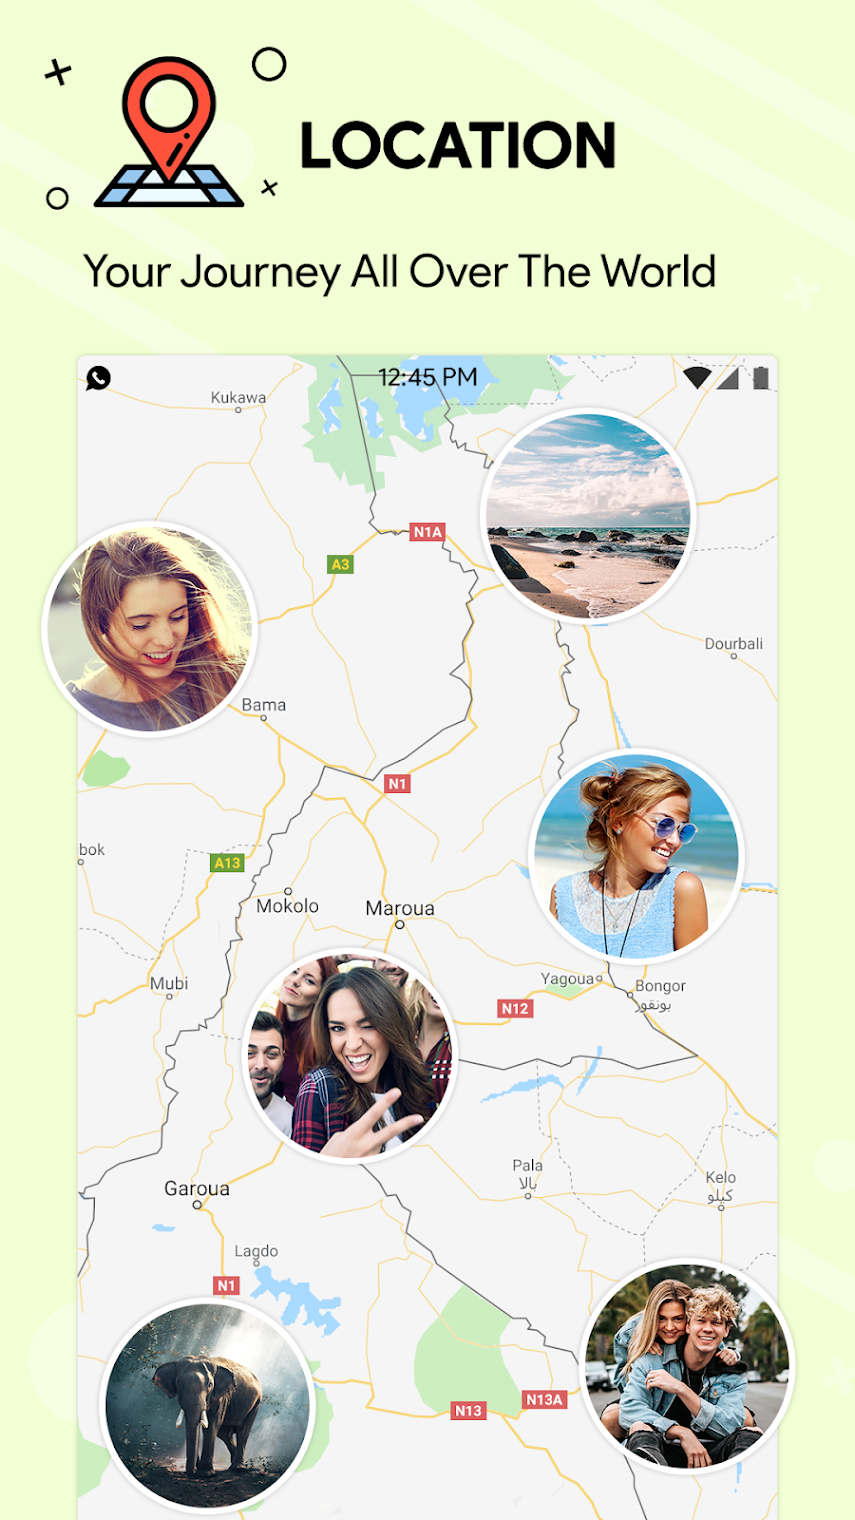 LOCATION
Your Journey All Over The World
12:45 PM
Kukawa
N1A
A3
Dourbali
Bama
N1
bok
A13
Mokolo
Maroua
Mubi
Yagoua
Bongor
بونقور
N12
Pala
بالا
Kelo
كيلو
Garoua
Lagdo
N1
N13A
N13